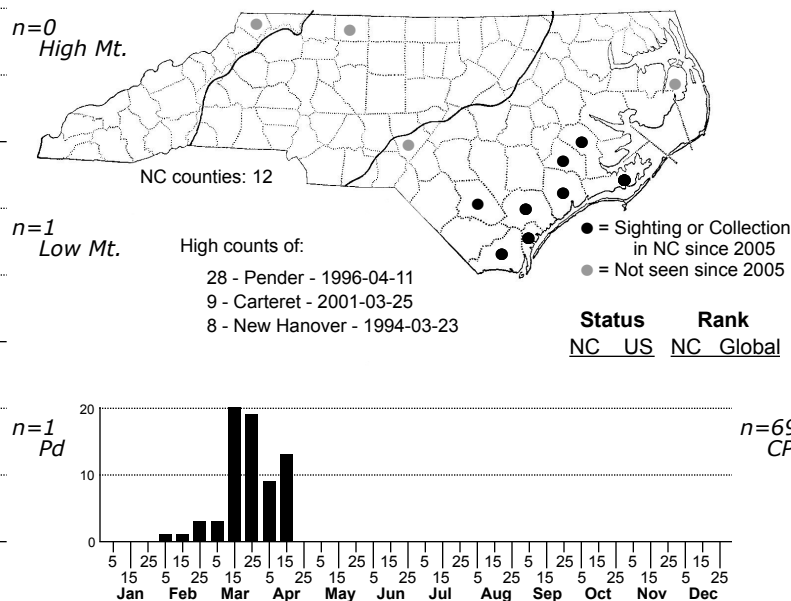 n=0
High Mt.
NC counties: 12
n=1
Low Mt.
High counts of:
28 - Pender - 1996-04-11
9 - Carteret - 2001-03-25
8 - New Hanover - 1994-03-23
= Sighting or Collection
in NC since 2005
= Not seen since 2005
Status Rank
NC US NC Global
n=1
Pd
n=69
CP
20
10
0
5 25 15 5 25 15 5 25 15 5 25 15 5 25 15 5 25 15
15 5 25 15 5 25 15 5 25 15 5 25 15 5 25 15 5 25
Jan Feb Mar Apr May Jun Jul Aug Sep Oct Nov Dec